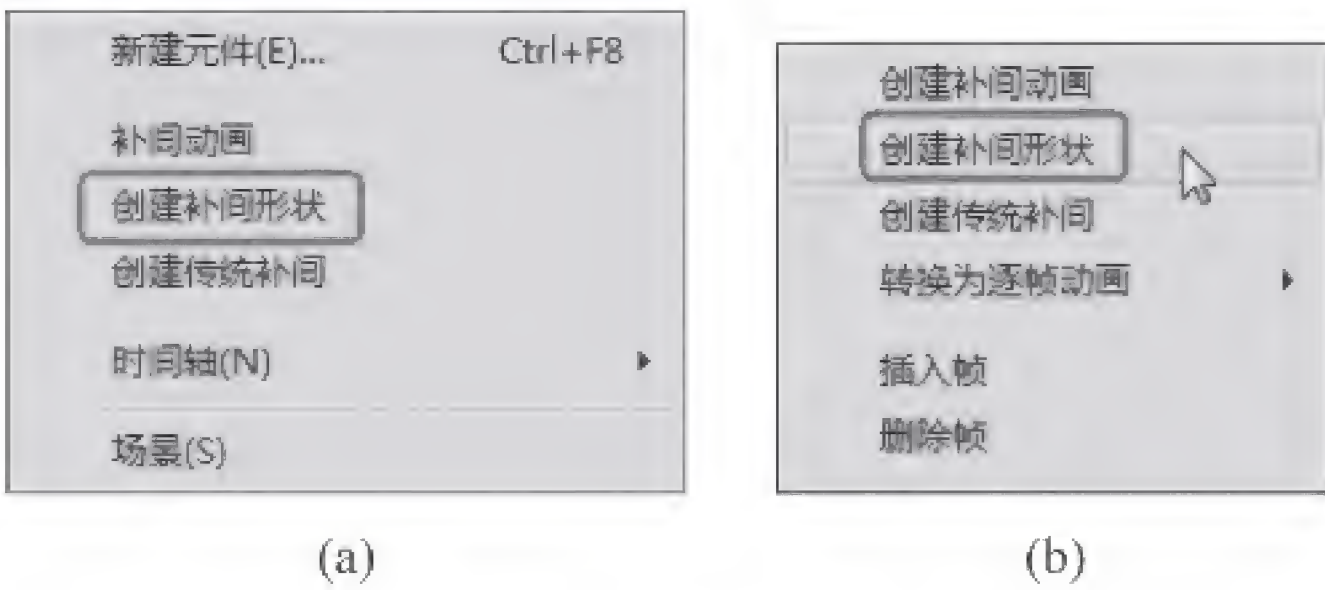 新建元件(E)... Ctrl+F8
补间动画
创建补间形状
创建传统补间
时间轴(N)
场景(S)
(a)
创建补间动画
创建补间形状
创建传统补间
转换为逐帧动画
插入帧
删除帧
(b)